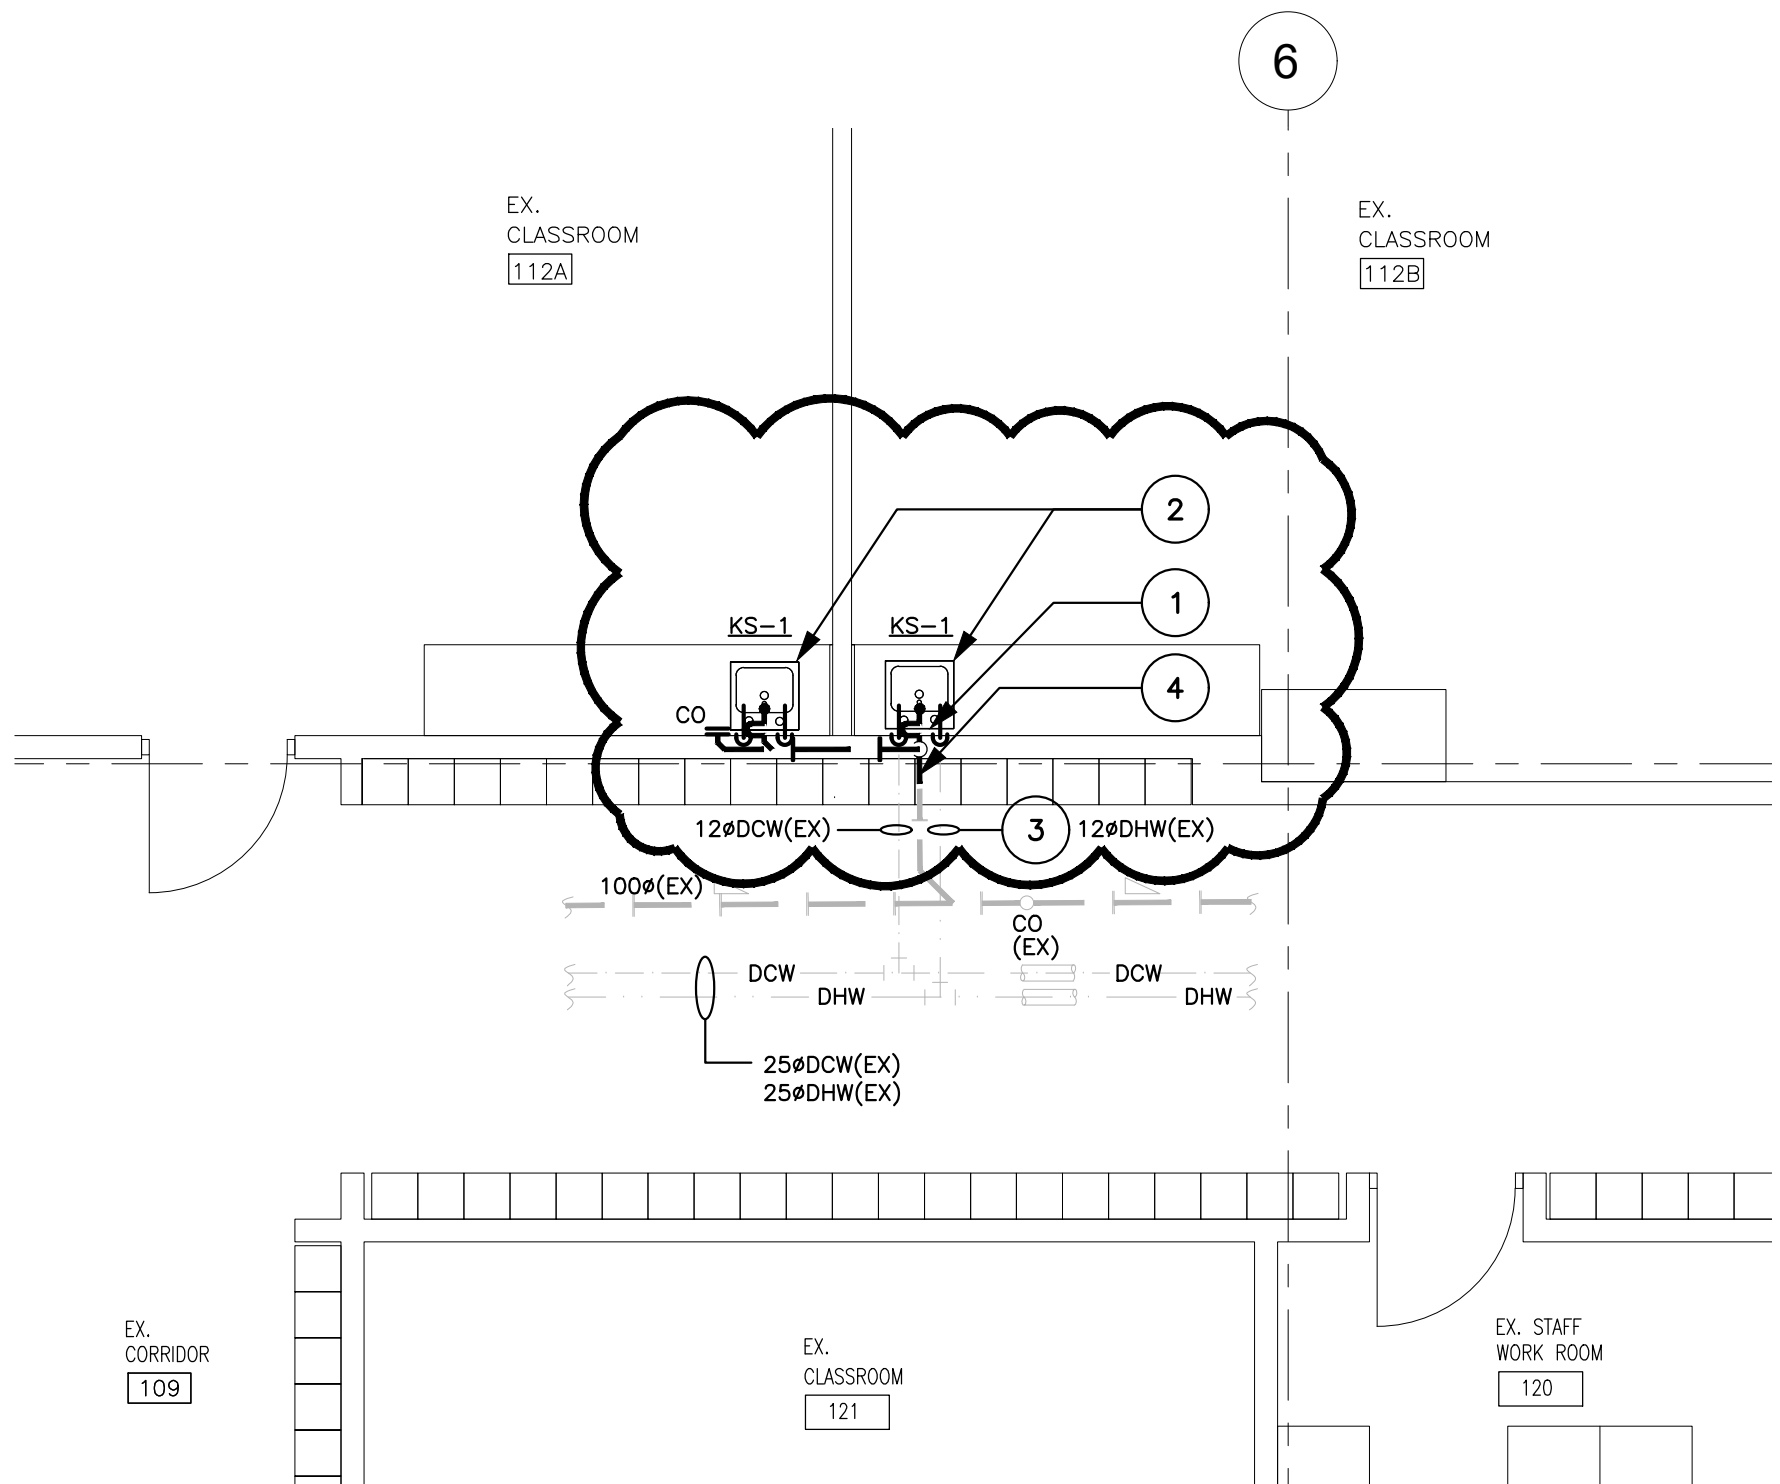 6
EX.
CLASSROOM
112A
EX.
CLASSROOM
112B
2
1
KS-1
KS-1
4
CO
12øDCW(EX)
3
12øDHW(EX)
100ø(EX)
CO
(EX)
DCW
DCW
DHW
DHW
25øDCW(EX)
25øDHW(EX)
EX.
CORRIDOR
109
EX.
CLASSROOM
121
EX. STAFF
WORK ROOM
120